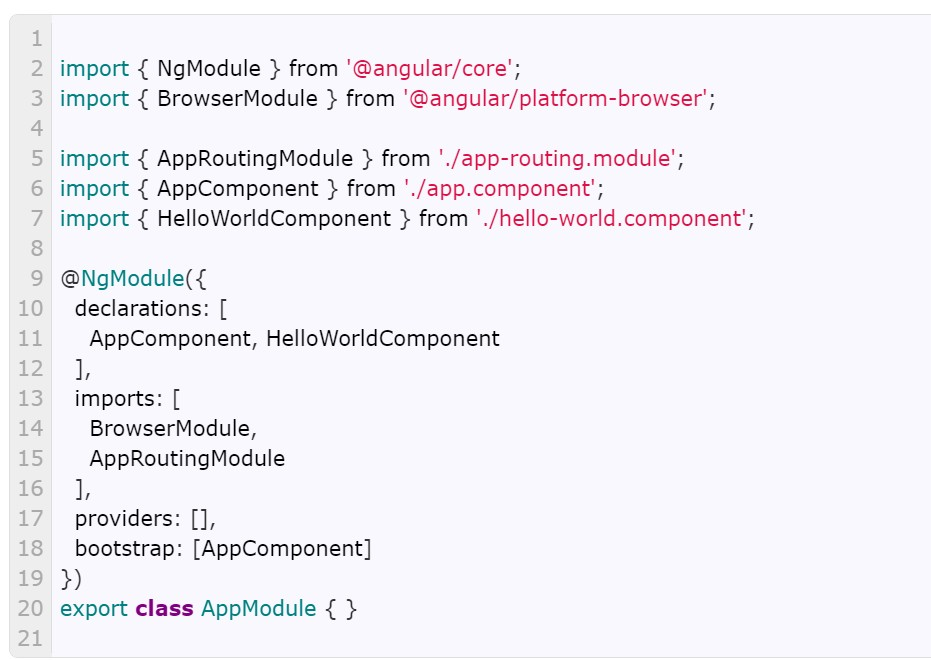 1
2 import { NgModule } from '@angular/core';
3 import { BrowserModule } from '@angular/platform-browser';
4
5 import { AppRoutingModule } from './app-routing.module';
6 import { AppComponent } from './app.component';
7 import { HelloWorldComponent } from './hello-world.component';
8
9 @NgModule({
10   declarations: [
11     AppComponent, HelloWorldComponent
12   ],
13   imports: [
14     BrowserModule,
15     AppRoutingModule
16   ],
17   providers: [],
18   bootstrap: [AppComponent]
19 })
20 export class AppModule { }
21